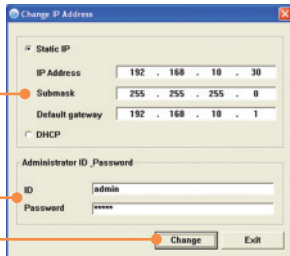 Change IP Address
Static IP
IP Address 192 . 168 . 10 . 30
Submask 255 . 255 . 255 . 0
Default gateway 192 . 168 . 10 . 1
DHCP
Administrator ID ,Password
ID admin
Password *****
Change Exit